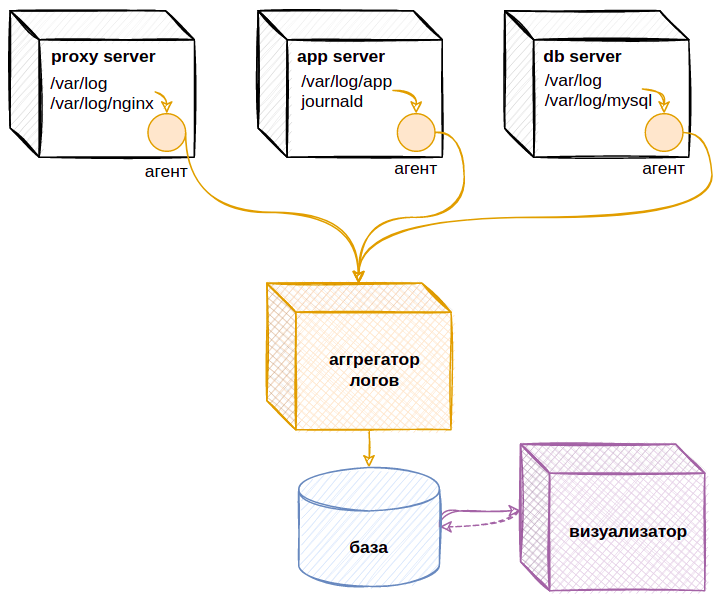 proxy server
/var/log
/var/log/nginx
агент
app server
/var/log/app
journald
агент
db server
/var/log
/var/log/mysql
агент
аггрегатор
логов
база
визуализатор